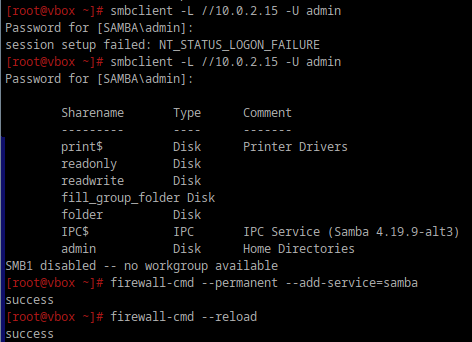 [root@vbox ~]# smbclient -L //10.0.2.15 -U admin
Password for [SAMBA\admin]:
session setup failed: NT_STATUS_LOGON_FAILURE
[root@vbox ~]# smbclient -L //10.0.2.15 -U admin
Password for [SAMBA\admin]:

        Sharename       Type      Comment
        ---------       ----      -------
        print$          Disk      Printer Drivers
        readonly        Disk
        readwrite       Disk
        fill_group_folder Disk
        folder          Disk
        IPC$            IPC       IPC Service (Samba 4.19.9-alt3)
        admin           Disk      Home Directories
SMB1 disabled -- no workgroup available
[root@vbox ~]# firewall-cmd --permanent --add-service=samba
success
[root@vbox ~]# firewall-cmd --reload
success